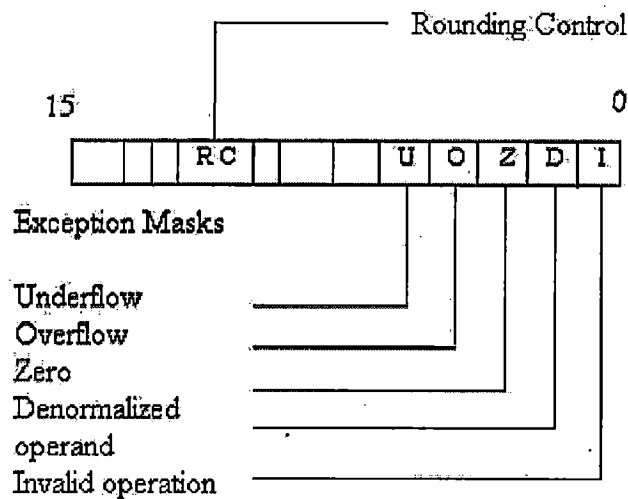 Rounding Control
15 0
RC U O Z D I
Exception Masks
Underflow
Overflow
Zero
Denormalized
operand
Invalid operation